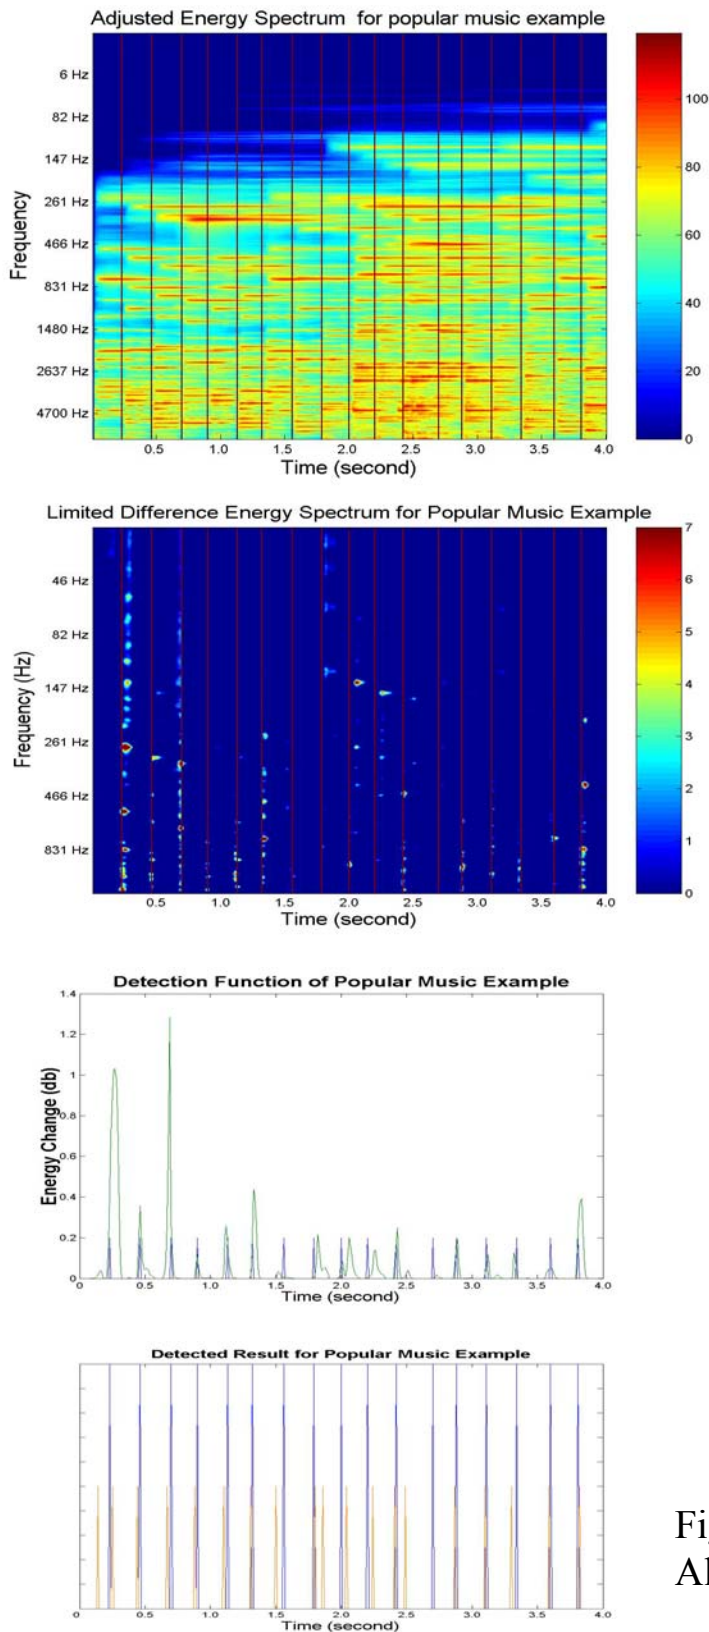 Adjusted Energy Spectrum for popular music example
6 Hz
82 Hz
147 Hz
261 Hz
466 Hz
831 Hz
1480 Hz
2637 Hz
4700 Hz
Frequency
0.5 1.0 1.5 2.0 2.5 3.0 3.5 4.0
Time (second)
100
80
60
40
20
0
Limited Difference Energy Spectrum for Popular Music Example
46 Hz
82 Hz
147 Hz
261 Hz
466 Hz
831 Hz
Frequency (Hz)
0.5 1.0 1.5 2.0 2.5 3.0 3.5 4.0
Time (second)
7
6
5
4
3
2
1
0
Detection Function of Popular Music Example
1.4
1.2
1
0.8
0.6
0.4
0.2
0
Energy Change (db)
0 0.5 1.0 1.5 2.0 2.5 3.0 3.5 4.0
Time (second)
Detected Result for Popular Music Example
0 0.5 1.0 1.5 2.0 2.5 3.0 3.5 4.0
Time (second)